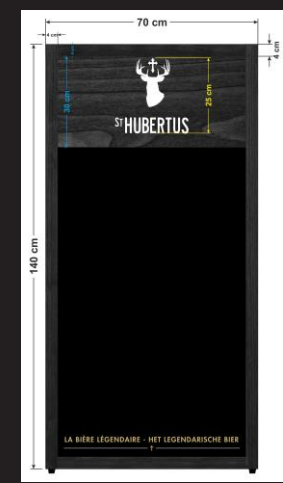 70 cm
4 cm
4 cm
30 cm
25 cm
ST HUBERTUS
140 cm
LA BIÈRE LÉGENDAIRE - HET LEGENDARISCHE BIER